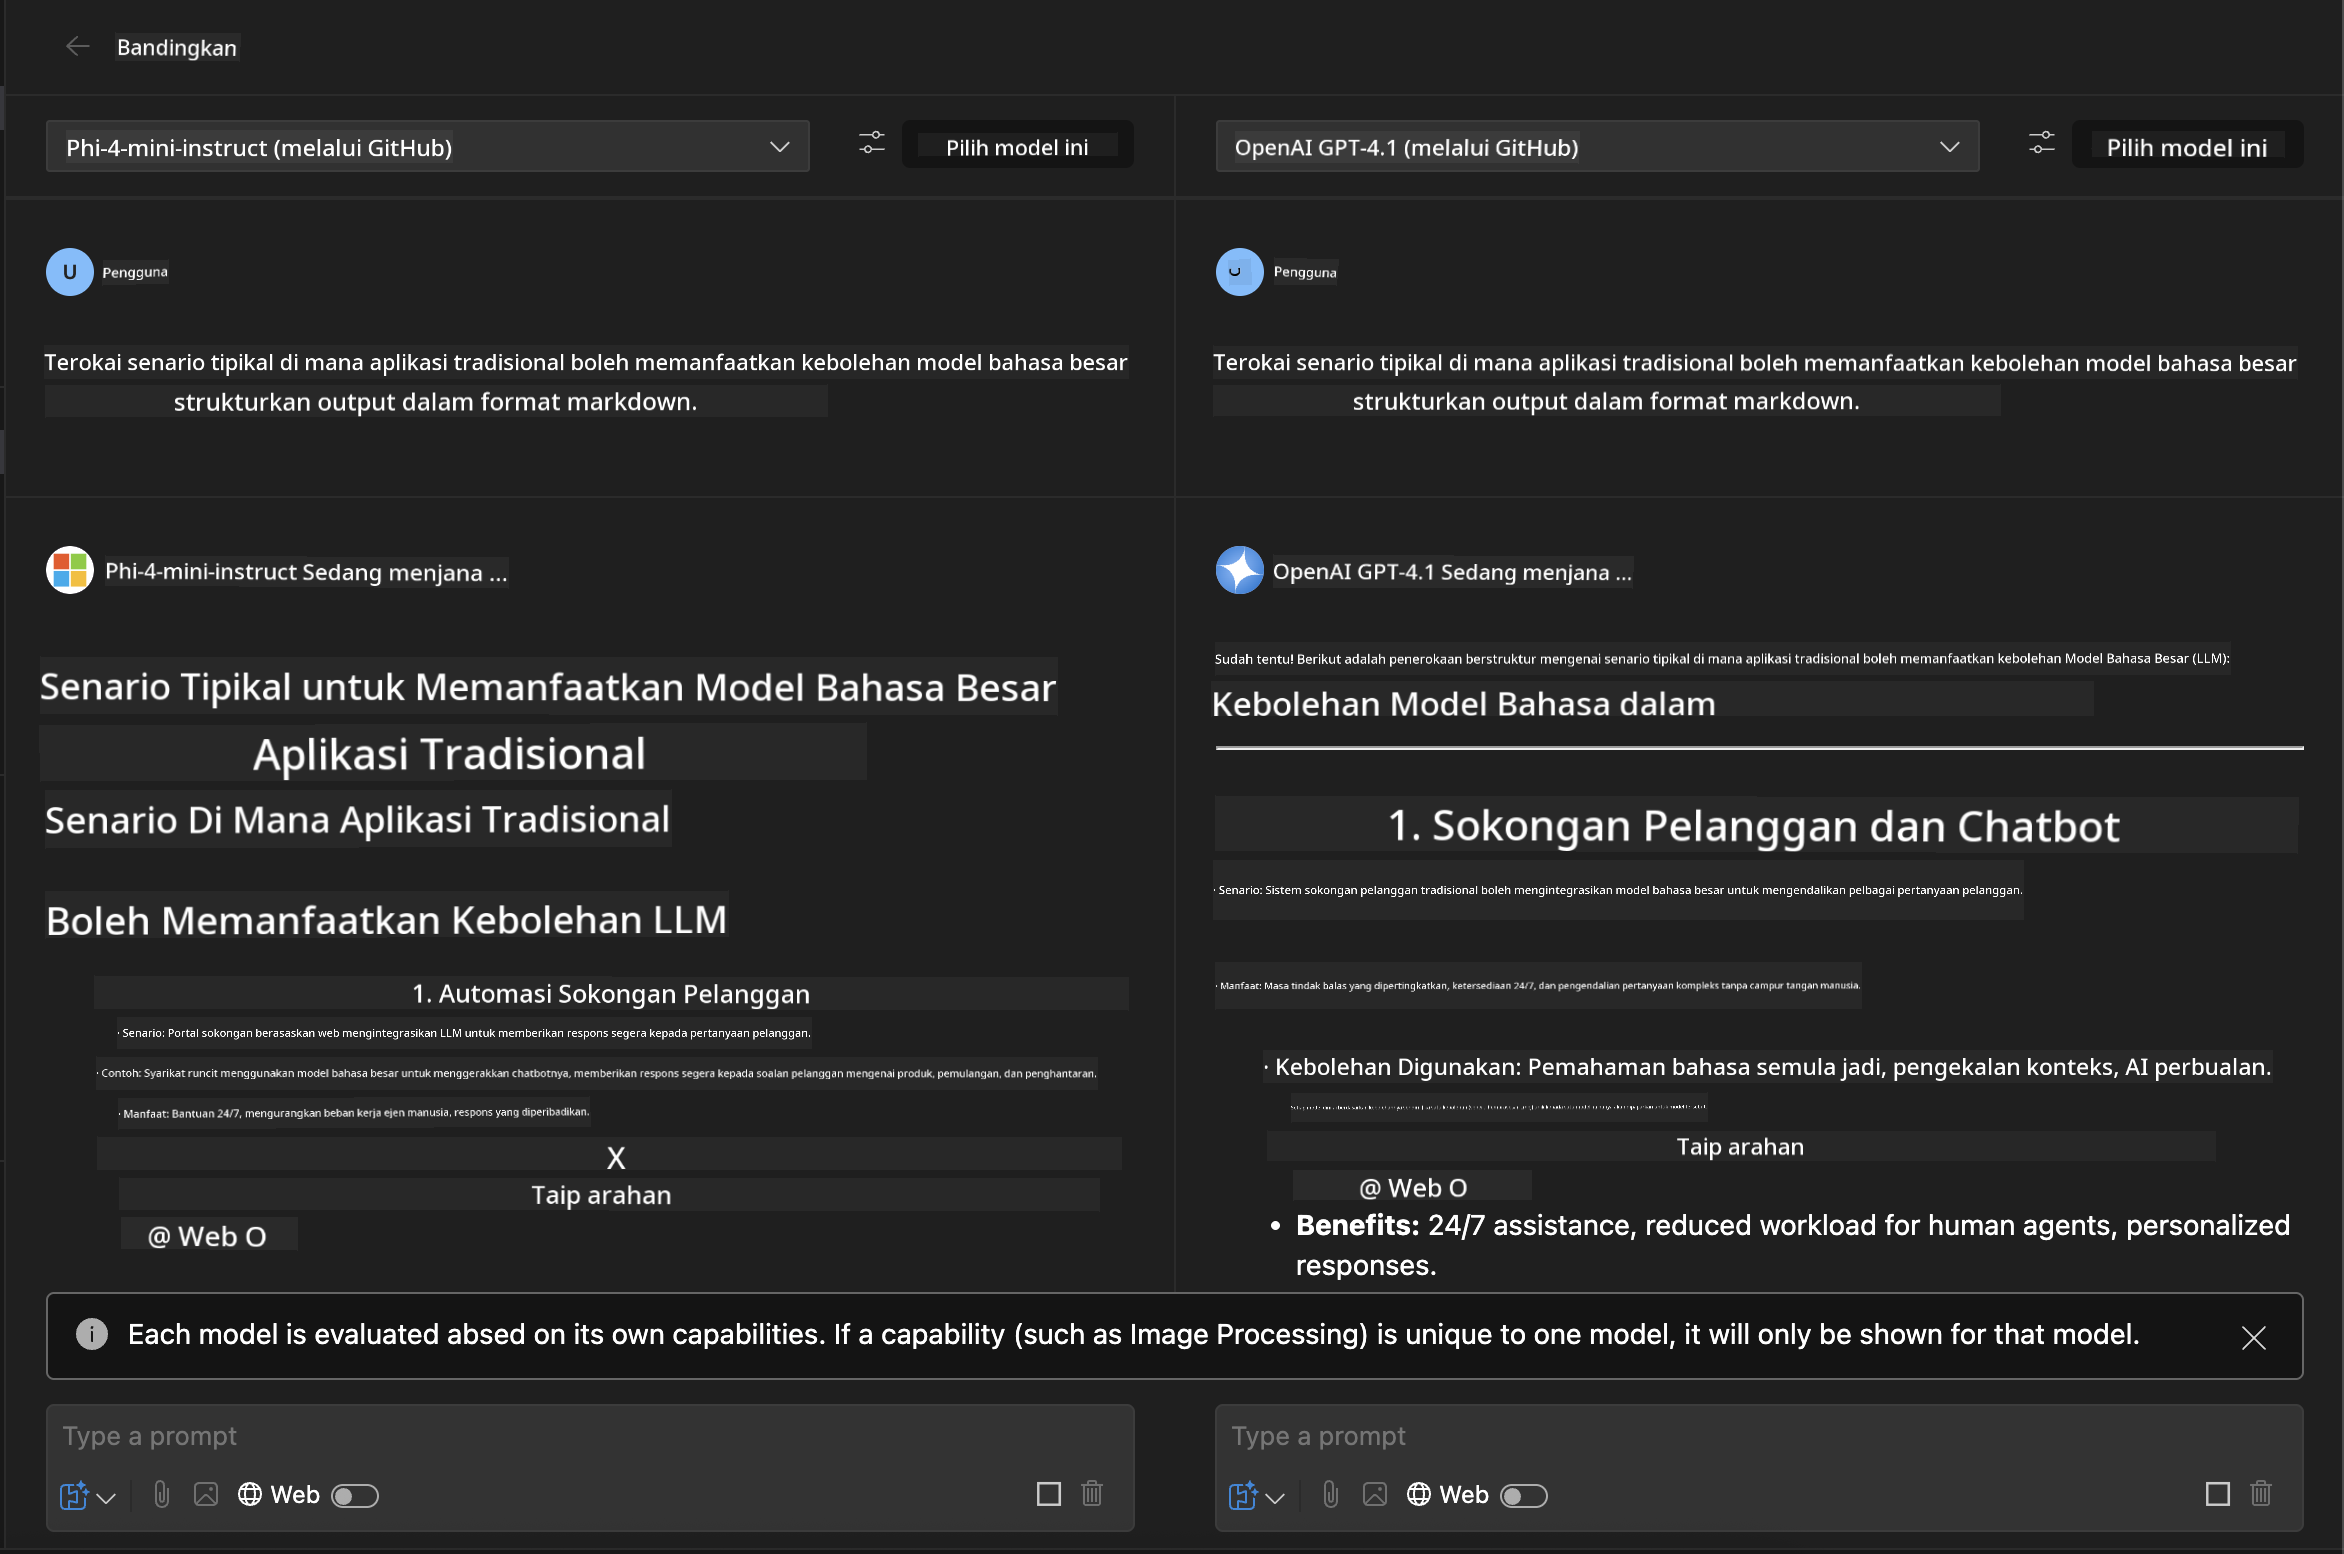 Bandingkan
Phi-4-mini-instruct (melalui GitHub)
Pilih model ini
U
Pengguna
Terokai senario tipikal di mana aplikasi tradisional boleh memanfaatkan kebolehan model bahasa besar
strukturkan output dalam format markdown.
Phi-4-mini-instruct Sedang menjana ...
Senario Tipikal untuk Memanfaatkan Model Bahasa Besar
Aplikasi Tradisional
Senario Di Mana Aplikasi Tradisional
Boleh Memanfaatkan Kebolehan LLM
1. Automasi Sokongan Pelanggan
· Senario: Portal sokongan berasaskan web mengintegrasikan LLM untuk memberikan respons segera kepada pertanyaan pelanggan.
· Contoh: Syarikat runcit menggunakan model bahasa besar untuk menggerakkan chatbotnya, memberikan respons segera kepada soalan pelanggan mengenai produk, pemulangan, dan penghantaran.
· Manfaat: Bantuan 24/7, mengurangkan beban kerja ejen manusia, respons yang diperibadikan.
X
Taip arahan
@ Web O
OpenAI GPT-4.1 (melalui GitHub)
Pilih model ini
Pengguna
Terokai senario tipikal di mana aplikasi tradisional boleh memanfaatkan kebolehan model bahasa besar
strukturkan output dalam format markdown.
OpenAI GPT-4.1 Sedang menjana ...
Sudah tentu! Berikut adalah penerokaan berstruktur mengenai senario tipikal di mana aplikasi tradisional boleh memanfaatkan kebolehan Model Bahasa Besar (LLM):
Kebolehan Model Bahasa dalam
1. Sokongan Pelanggan dan Chatbot
· Senario: Sistem sokongan pelanggan tradisional boleh mengintegrasikan model bahasa besar untuk mengendalikan pelbagai pertanyaan pelanggan.
· Manfaat: Masa tindak balas yang dipertingkatkan, ketersediaan 24/7, dan pengendalian pertanyaan kompleks tanpa campur tangan manusia.
· Kebolehan Digunakan: Pemahaman bahasa semula jadi, pengekalan konteks, AI perbualan.
Taip arahan
@ Web O
• Benefits: 24/7 assistance, reduced workload for human agents, personalized
responses.
Each model is evaluated absed on its own capabilities. If a capability (such as Image Processing) is unique to one model, it will only be shown for that model.
Type a prompt
Web
Type a prompt
Web